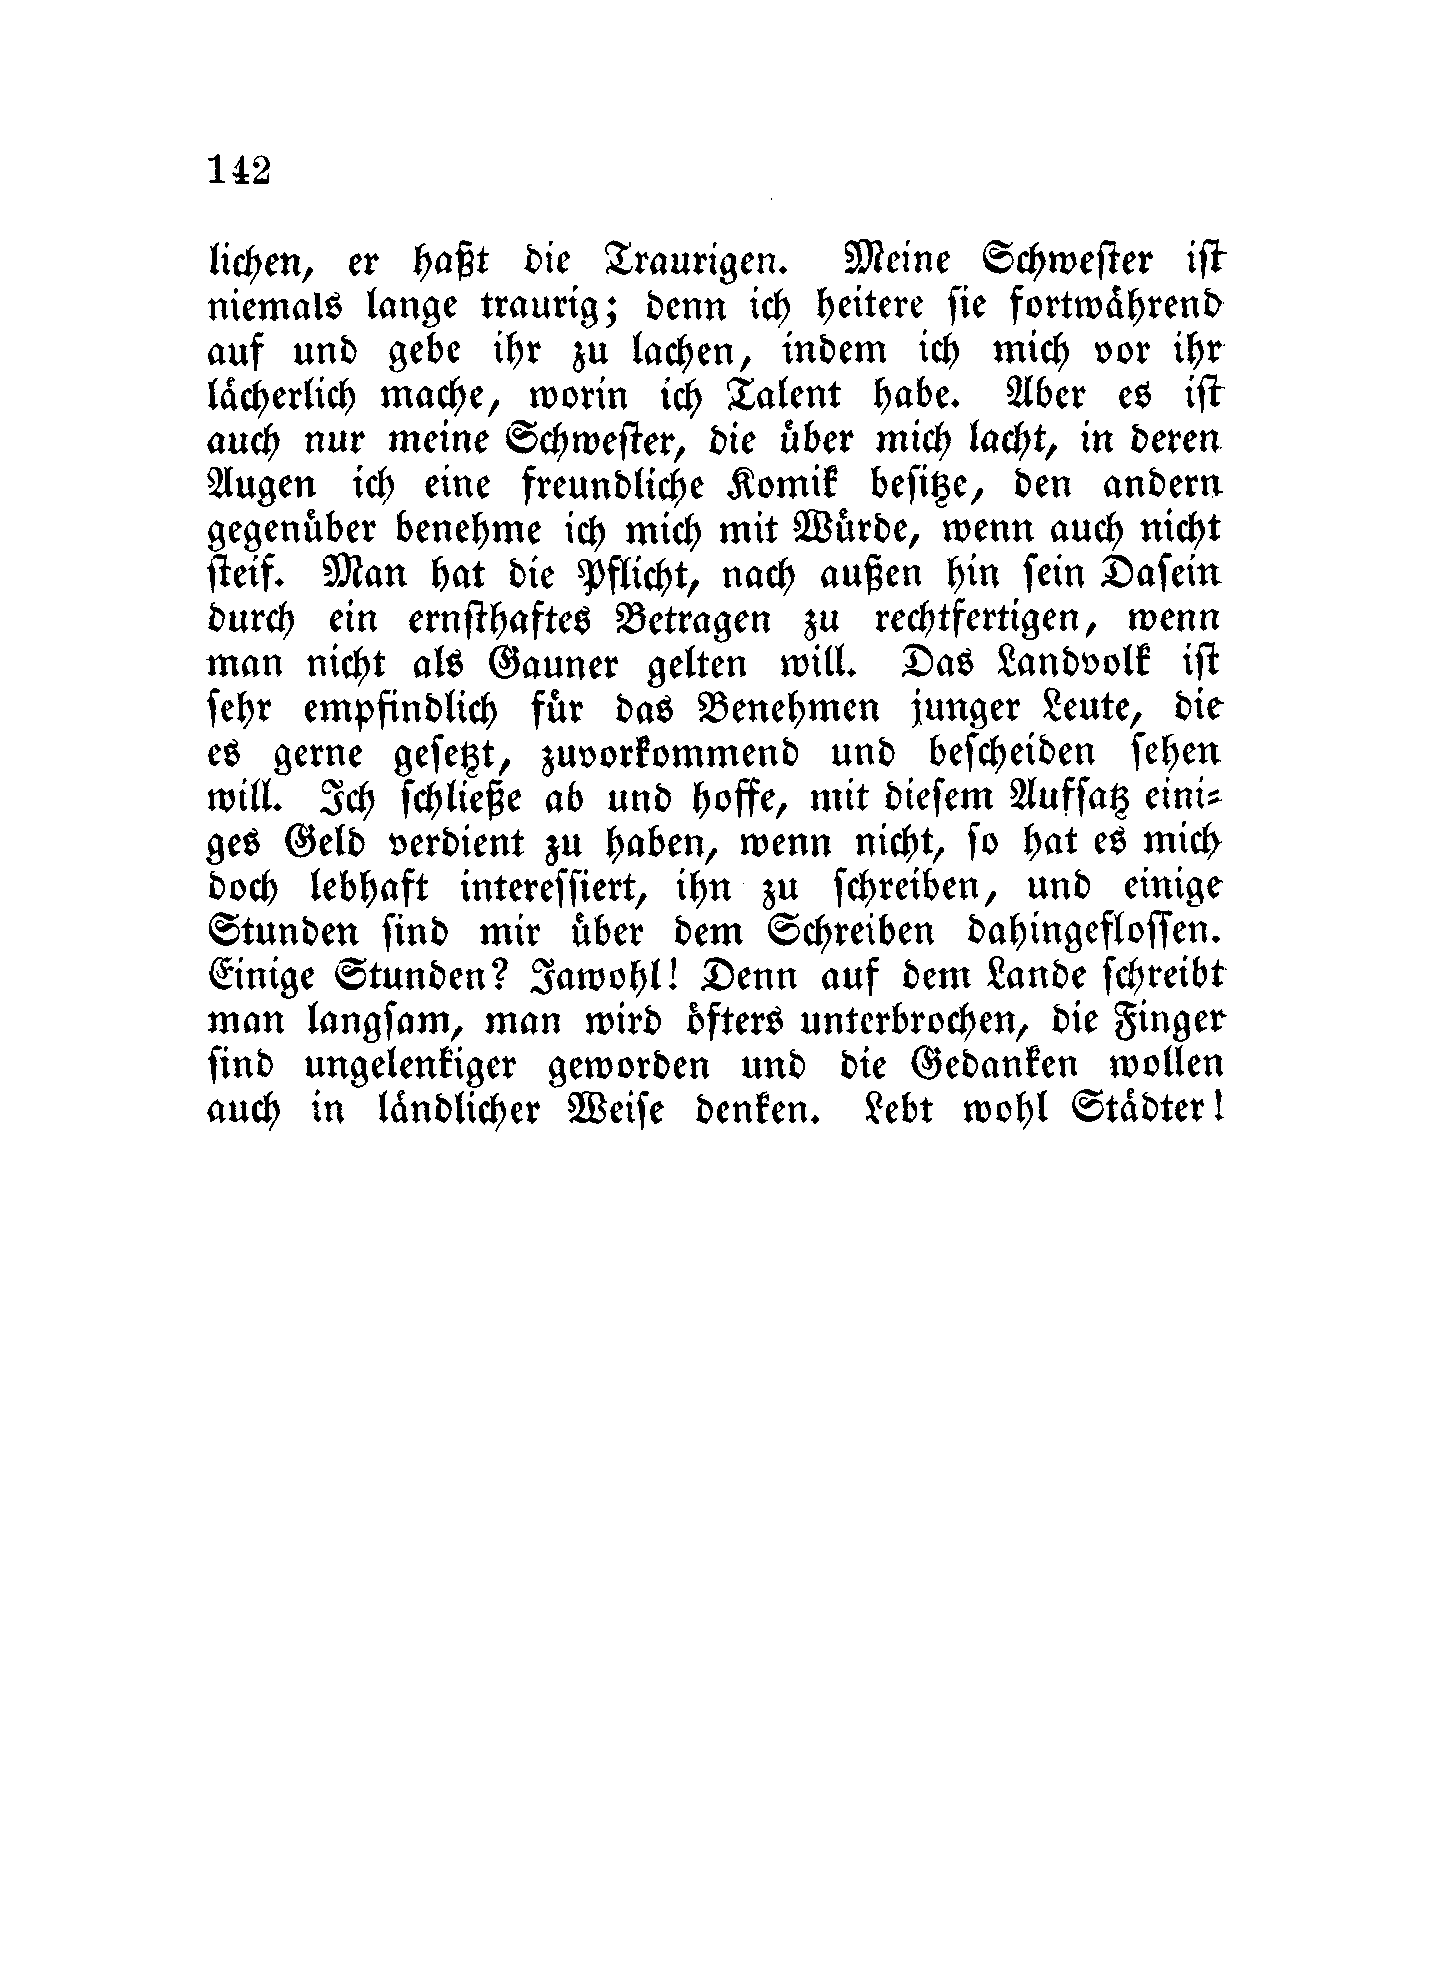 142
lichen, er haßt die Traurigen. Meine Schweſter iſt
niemals lange traurig; denn ich heitere ſie fortwährend
auf und gebe ihr zu lachen, indem ich mich vor ihr
lächerlich mache, worin ich Talent habe. Aber es iſt
auch nur meine Schweſter, die über mich lacht, in deren
Augen ich eine freundliche Komik beſitze, den andern
gegenüber benehme ich mich mit Würde, wenn auch nicht
ſteif. Man hat die Pflicht, nach außen hin ſein Daſein
durch ein ernſthaftes Betragen zu rechtfertigen, wenn
man nicht als Gauner gelten will. Das Landvolk iſt
ſehr empfindlich für das Benehmen junger Leute, die
es gerne geſetzt, zuvorkommend und beſcheiden ſehen
will. Ich ſchließe ab und hoffe, mit dieſem Aufſatz eini⸗
ges Geld verdient zu haben, wenn nicht, ſo hat es mich
doch lebhaft intereſſiert, ihn zu ſchreiben, und einige
Stunden ſind mir über dem Schreiben dahingefloſſen.
Einige Stunden? Jawohl! Denn auf dem Lande ſchreibt
man langſam, man wird öfters unterbrochen, die Finger
ſind ungelenkiger geworden und die Gedanken wollen
auch in ländlicher Weiſe denken. Lebt wohl Städter!